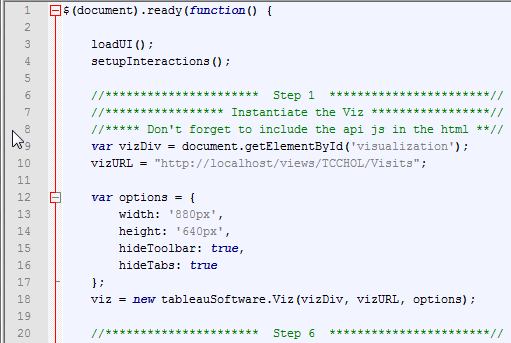 1 $(document).ready(function() {
2
3 loadUI();
4 setupInteractions();
5
6 //********************** Step 1 ***********************//
7 //***************** Instantiate the Viz *****************//
8 //***** Don't forget to include the api js in the html **//
9 var vizDiv = document.getElementById('visualization');
10 vizURL = "http://localhost/views/TCCHOL/Visits";
11
12 var options = {
13 width: '880px',
14 height: '640px',
15 hideToolbar: true,
16 hideTabs: true
17 };
18 viz = new tableauSoftware.Viz(vizDiv, vizURL, options);
19
20 //********************** Step 6 ***********************//